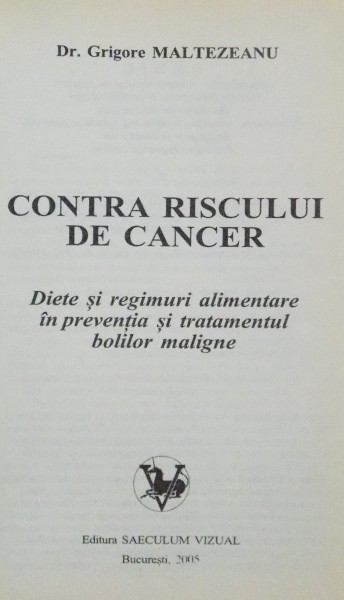 Dr. Grigore MALTEZEANU
CONTRA RISCULUI
DE CANCER
Diete și regimuri alimentare
în prevenția și tratamentul
bolilor maligne
V
Editura SAECULUM VIZUAL
București, 2005